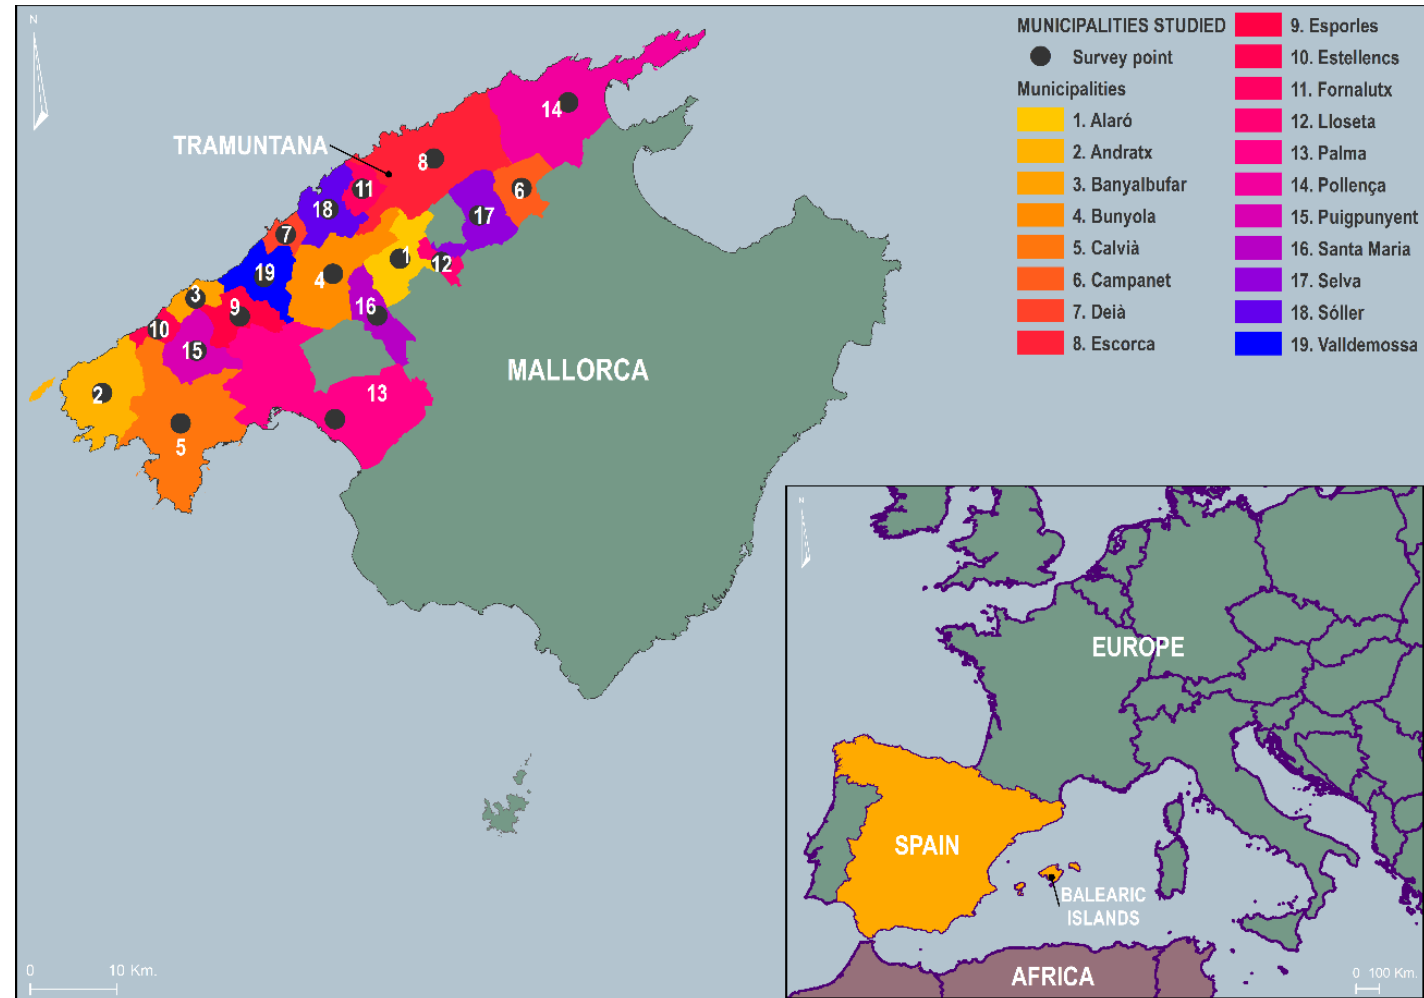 N
MUNICIPALITIES STUDIED
Survey point
Municipalities
1. Alaró
2. Andratx
3. Banyalbufar
4. Bunyola
5. Calvià
6. Campanet
7. Deià
8. Escorca
9. Esporles
10. Estellencs
11. Fornalutx
12. Lloseta
13. Palma
14. Pollença
15. Puigpunyent
16. Santa Maria
17. Selva
18. Sóller
19. Valldemossa
14
TRAMUNTANA
8
11
6
18
17
7
1
12
19
4
3
9
16
10
15
MALLORCA
2
13
5
N
EUROPE
SPAIN
BALEARIC
ISLANDS
AFRICA
0 100 Km.
0 10 Km.